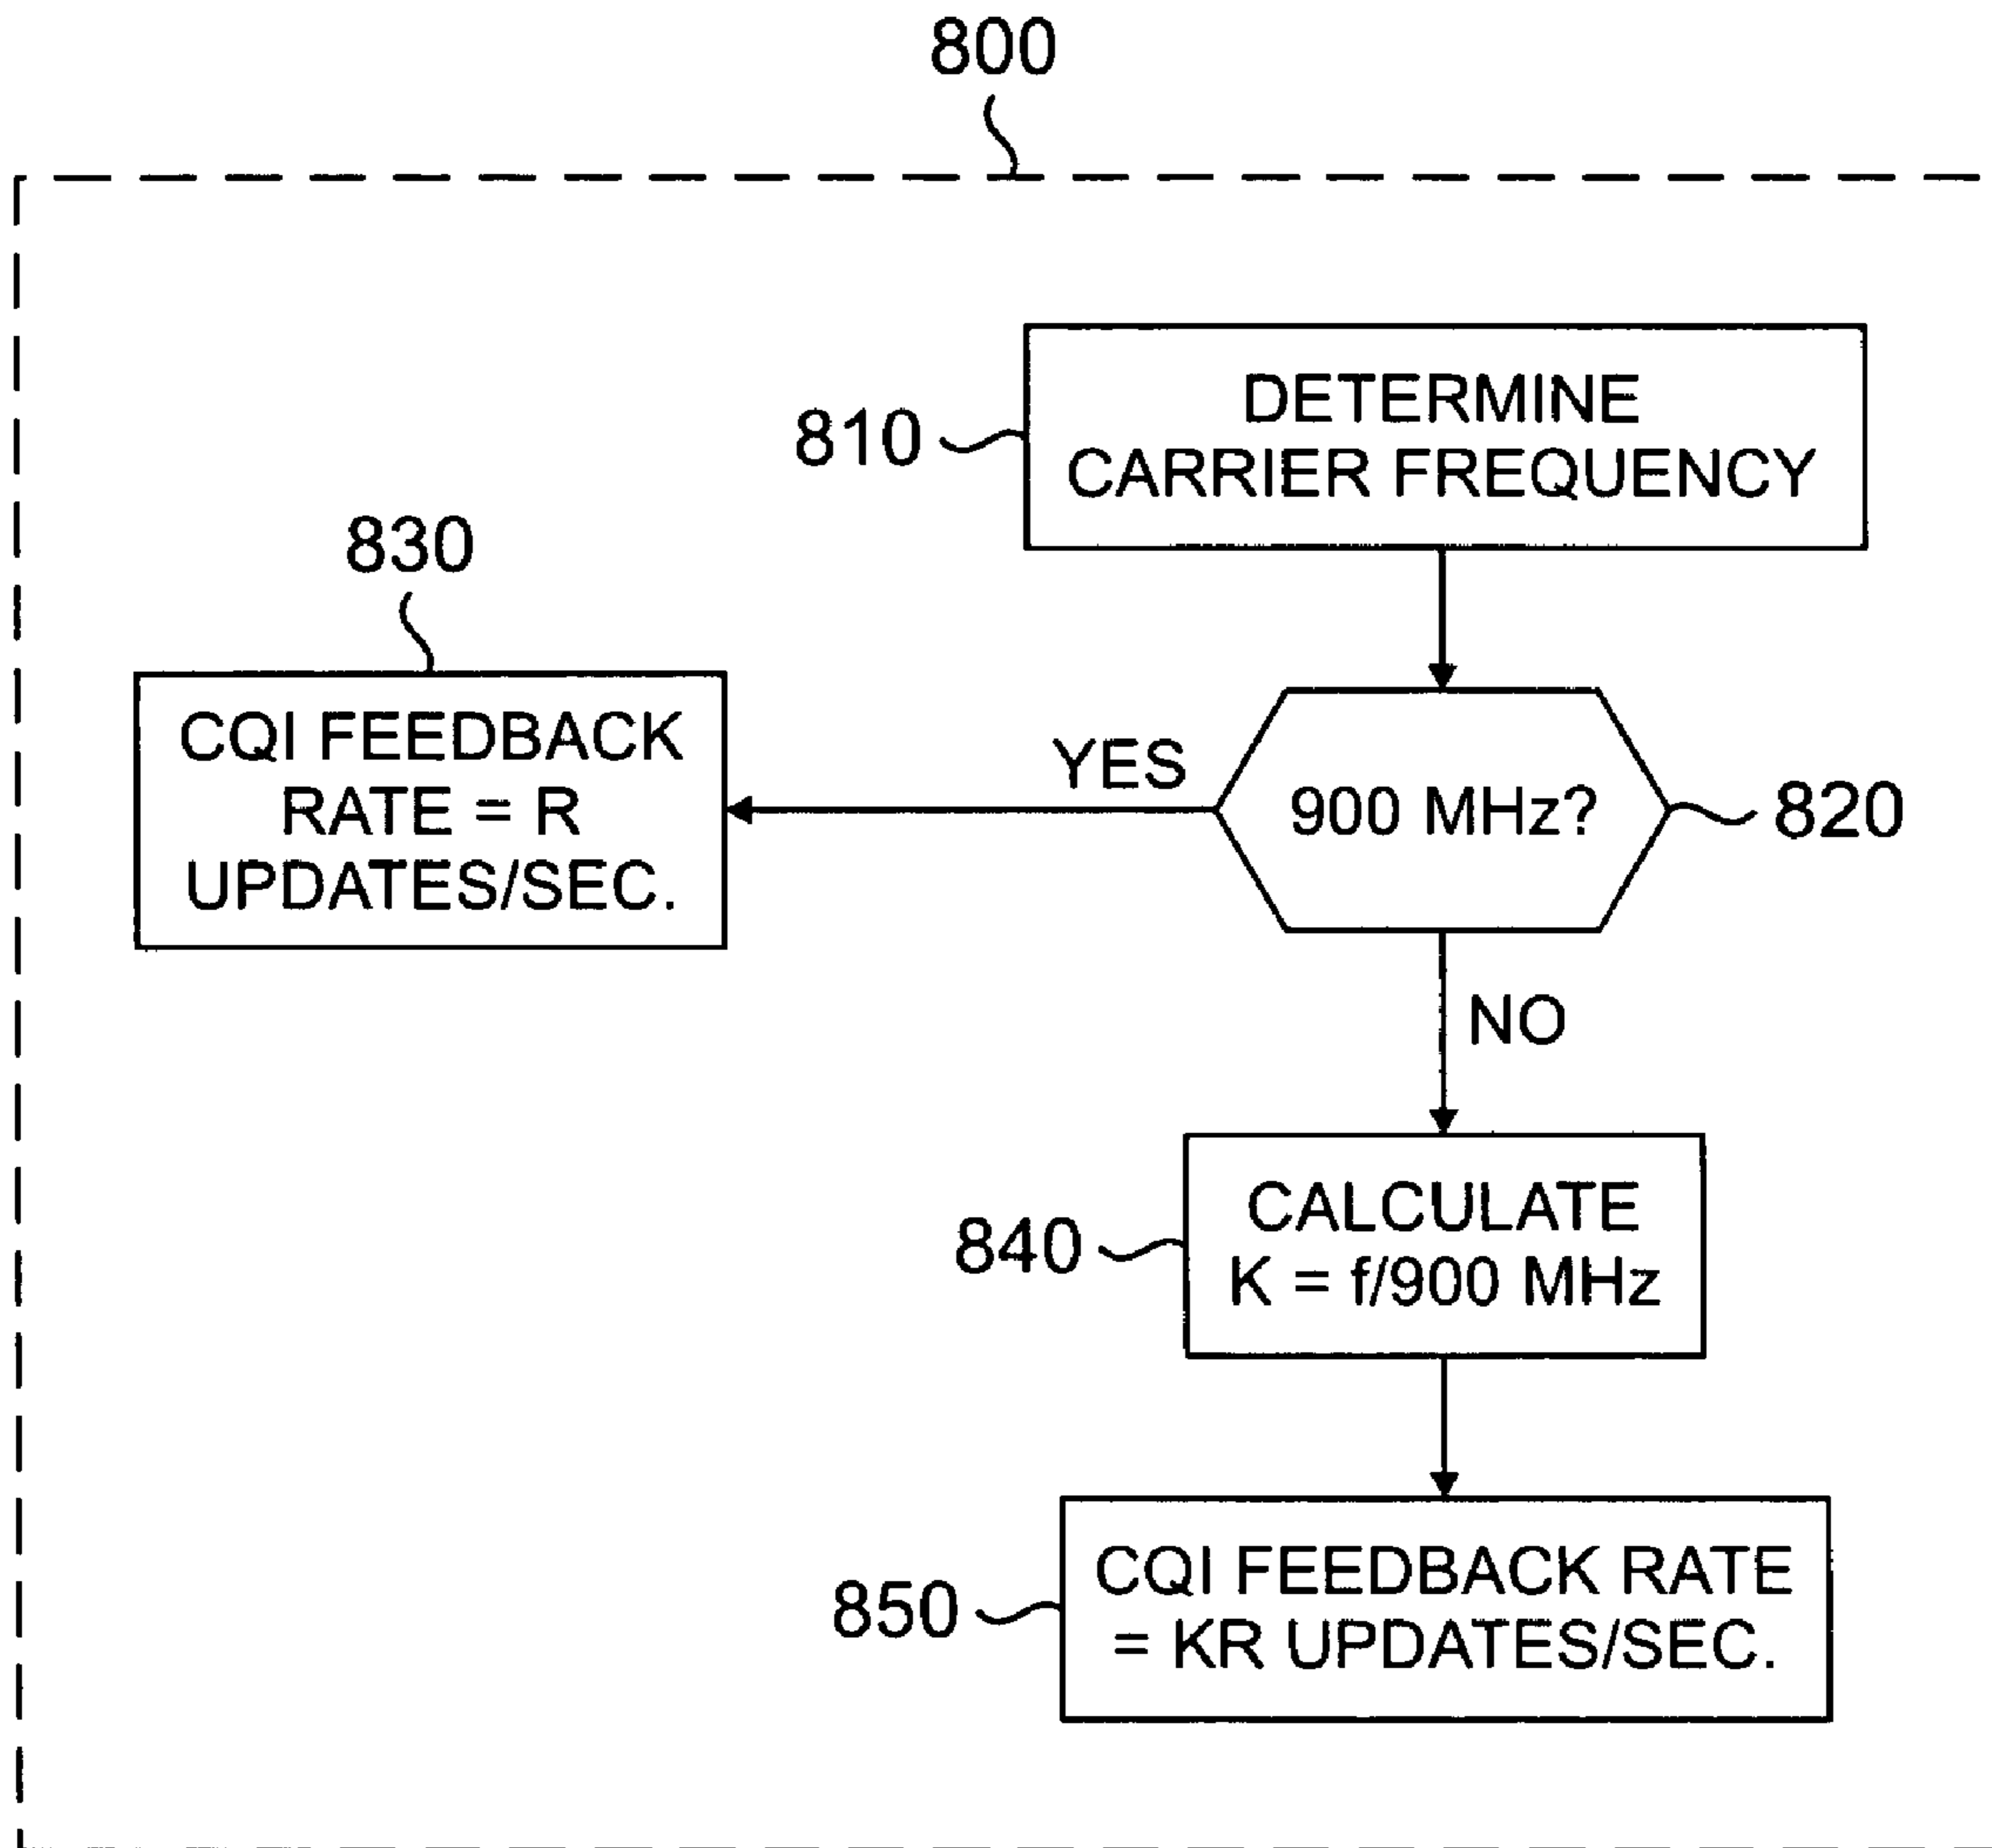 800
810
DETERMINE
CARRIER FREQUENCY
830
CQI FEEDBACK
RATE = R
UPDATES/SEC.
YES
900 MHz?
820
NO
840
CALCULATE
K = f/900 MHz
850
CQI FEEDBACK RATE
= KR UPDATES/SEC.